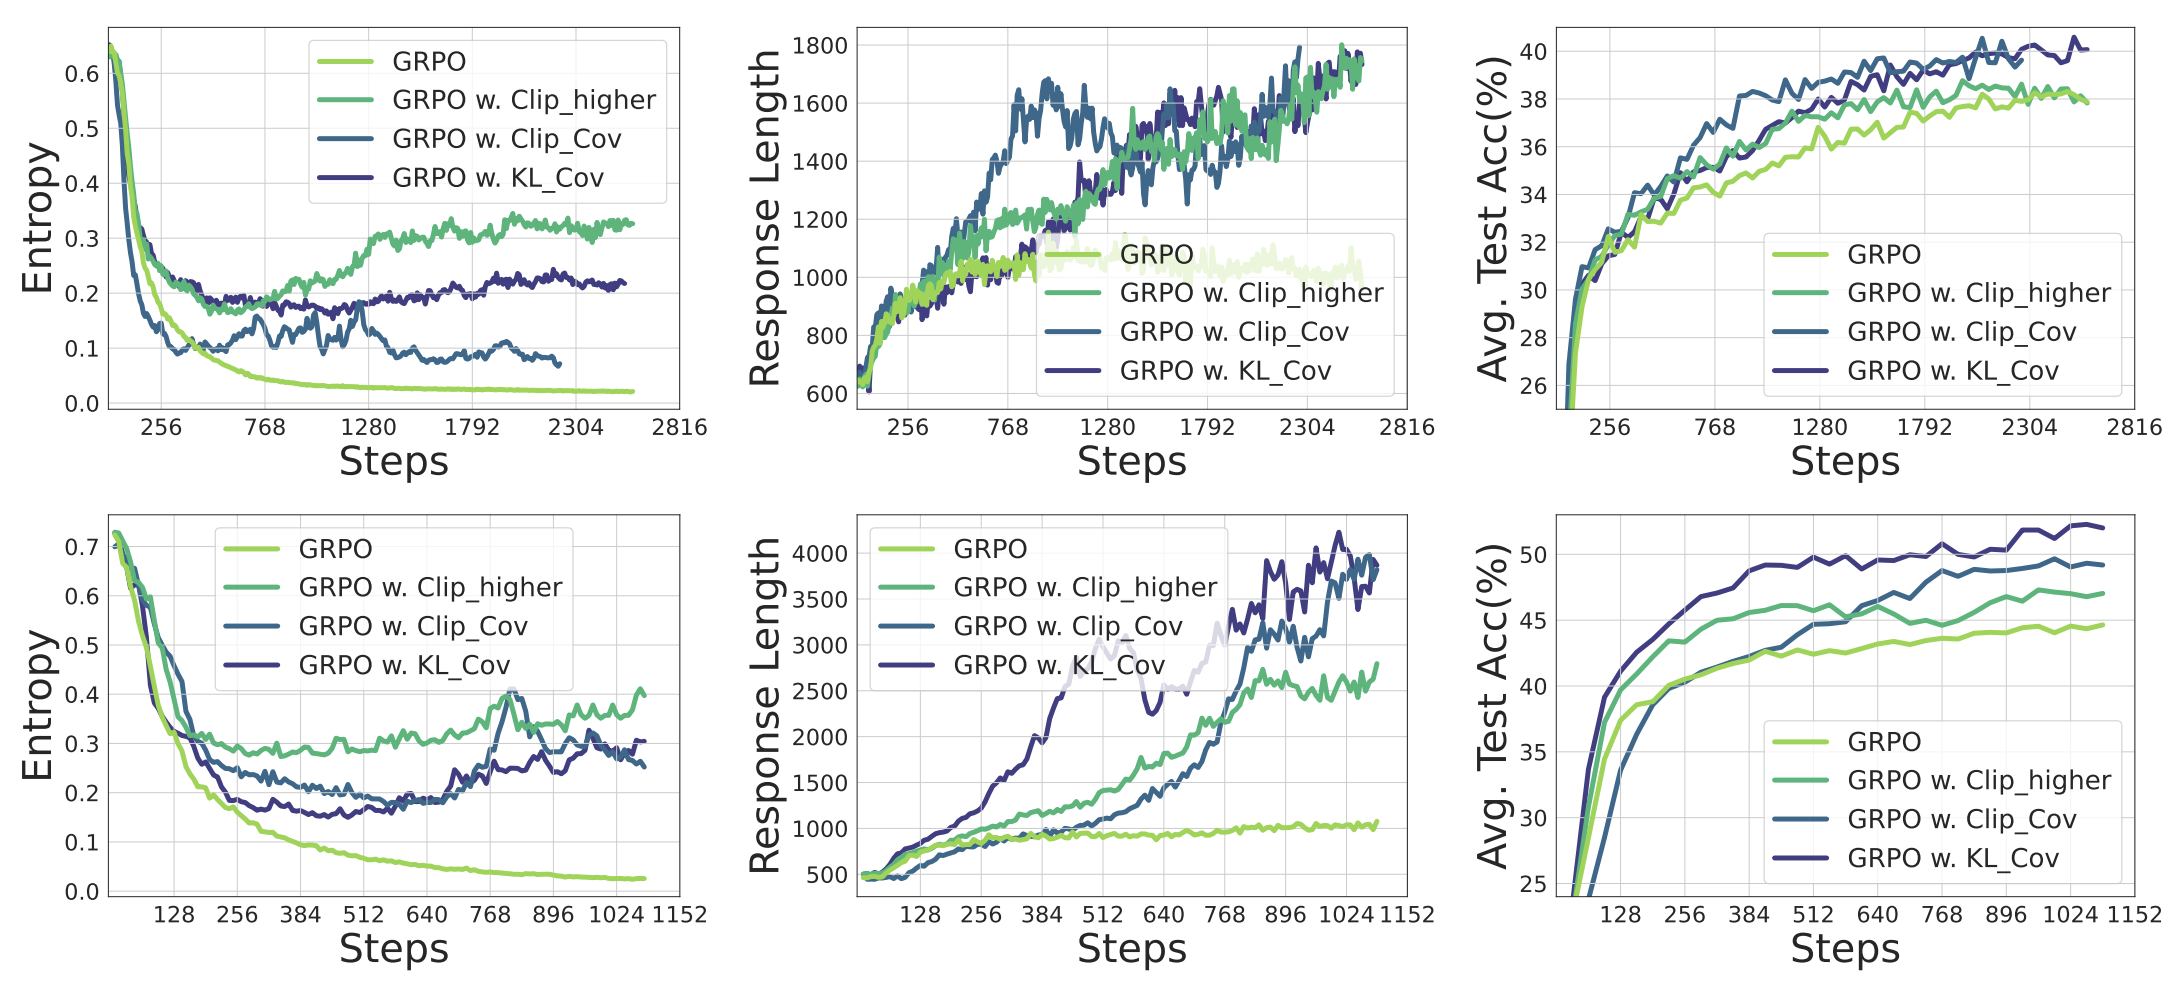 Entropy
0.6
0.5
0.4
0.3
0.2
0.1
0.0
GRPO
GRPO w. Clip_higher
GRPO w. Clip_Cov
GRPO w. KL_Cov
256 768 1280 1792 2304 2816
Steps
Response Length
1800
1600
1400
1200
1000
800
600
GRPO
GRPO w. Clip_higher
GRPO w. Clip_Cov
GRPO w. KL_Cov
256 768 1280 1792 2304 2816
Steps
Avg. Test Acc(%)
40
38
36
34
32
30
28
26
GRPO
GRPO w. Clip_higher
GRPO w. Clip_Cov
GRPO w. KL_Cov
256 768 1280 1792 2304 2816
Steps
Entropy
0.7
0.6
0.5
0.4
0.3
0.2
0.1
0.0
GRPO
GRPO w. Clip_higher
GRPO w. Clip_Cov
GRPO w. KL_Cov
128 256 384 512 640 768 896 1024 1152
Steps
Response Length
4000
3500
3000
2500
2000
1500
1000
500
GRPO
GRPO w. Clip_higher
GRPO w. Clip_Cov
GRPO w. KL_Cov
128 256 384 512 640 768 896 1024 1152
Steps
Avg. Test Acc(%)
50
45
40
35
30
25
GRPO
GRPO w. Clip_higher
GRPO w. Clip_Cov
GRPO w. KL_Cov
128 256 384 512 640 768 896 1024 1152
Steps